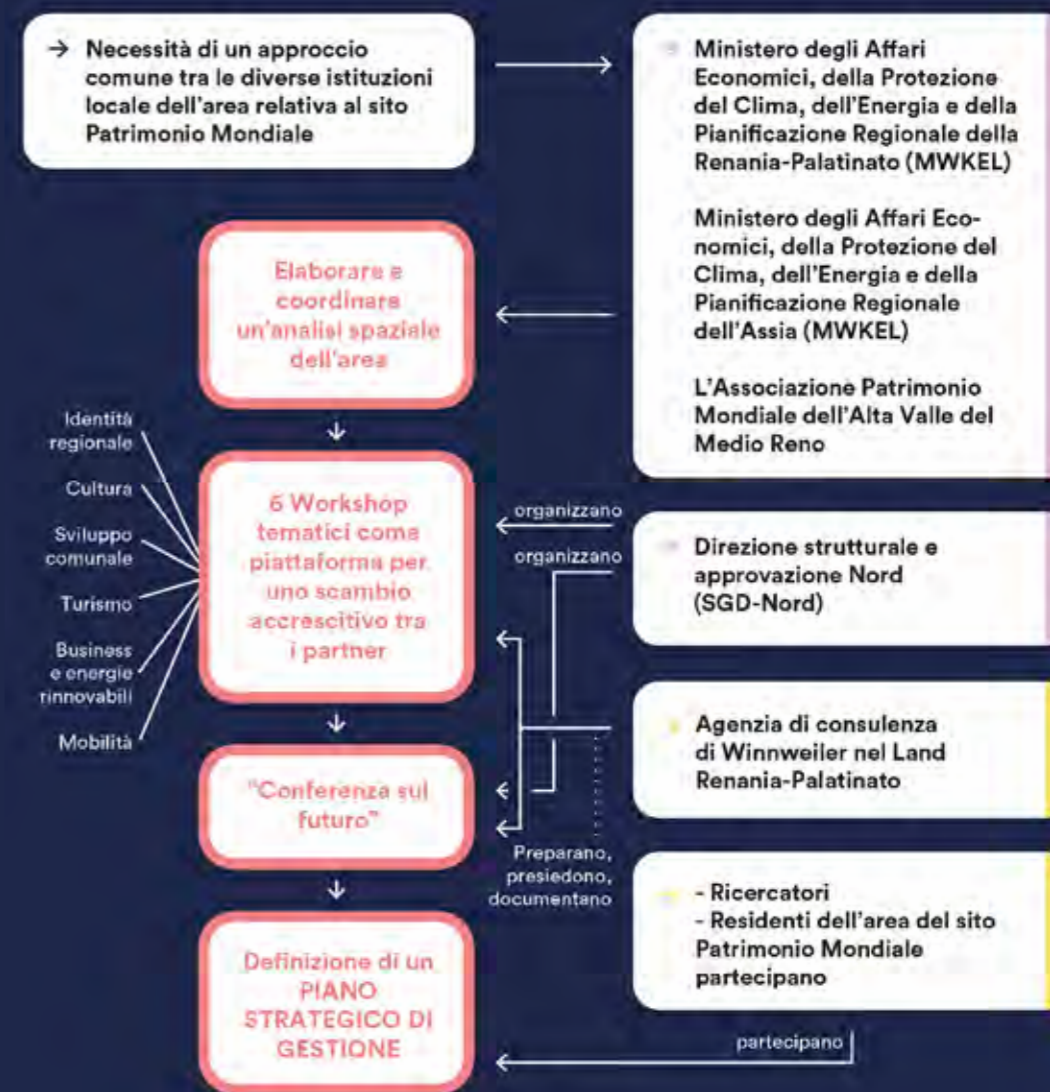 → Necessità di un approccio
comune tra le diverse istituzioni
locale dell'area relativa al sito
Patrimonio Mondiale
Ministero degli Affari
Economici, della Protezione
del Clima, dell'Energia e della
Pianificazione Regionale della
Renania-Palatinato (MWKEL)
Ministero degli Affari Eco-
nomici, della Protezione del
Clima, dell'Energia e della
Pianificazione Regionale
dell'Assia (MWKEL)
L'Associazione Patrimonio
Mondiale dell'Alta Valle del
Medio Reno
Elaborare e
coordinare
un'analisi spaziale
dell'area
Identità
regionale
Cultura
Sviluppo
comunale
Turismo
Business
e energie
rinnovabili
Mobilità
6 Workshop
tematici come
piattaforma per
uno scambio
accrescitivo tra
i partner
organizzano
organizzano
Direzione strutturale e
approvazione Nord
(SGD-Nord)
Agenzia di consulenza
di Winnweiler nel Land
Renania-Palatinato
"Conferenza sul
futuro"
Preparano,
presiedono,
documentano
- Ricercatori
- Residenti dell'area del sito
Patrimonio Mondiale
partecipano
Definizione di un
PIANO
STRATEGICO DI
GESTIONE
partecipano